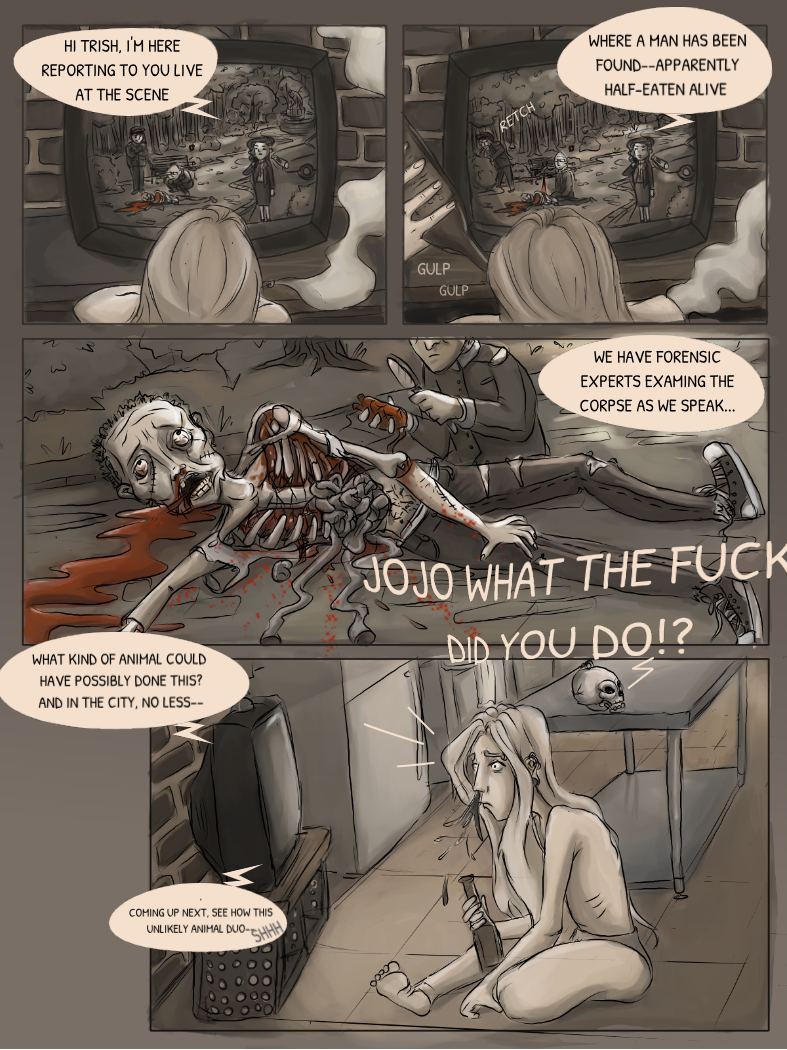 HI TRISH, I'M HERE
REPORTING TO YOU LIVE
AT THE SCENE
WHERE A MAN HAS BEEN
FOUND--APPARENTLY
HALF-EATEN ALIVE
RETCH
GULP
GULP
WE HAVE FORENSIC
EXPERTS EXAMING THE
CORPSE AS WE SPEAK...
JOJO WHAT THE FUCK
DID YOU DO!?
WHAT KIND OF ANIMAL COULD
HAVE POSSIBLY DONE THIS?
AND IN THE CITY, NO LESS--
COMING UP NEXT, SEE HOW THIS
UNLIKELY ANIMAL DUO--
SHHH